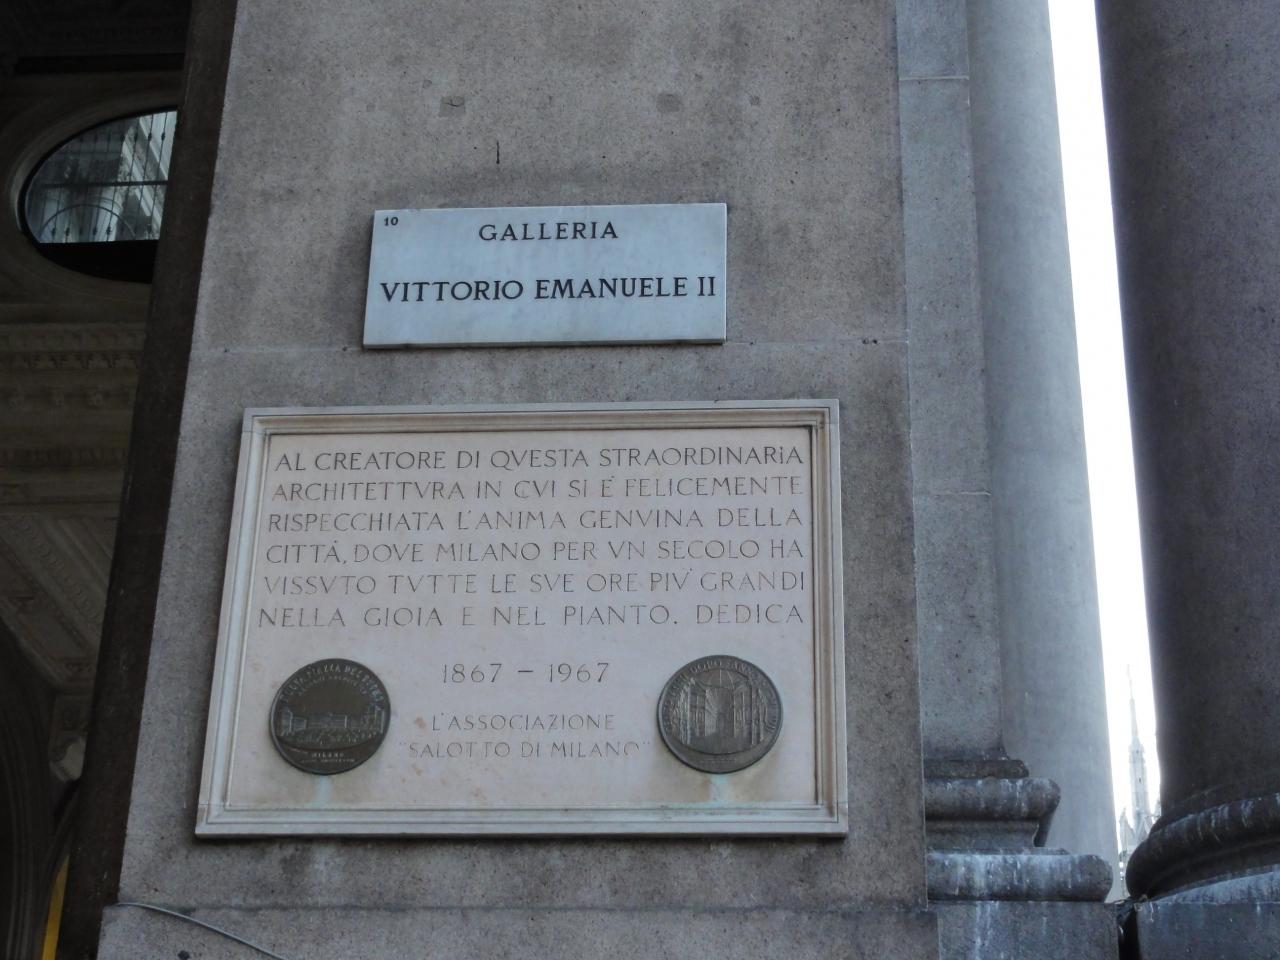 10
GALLERIA
VITTORIO EMANUELE II
AL CREATORE DI QVESTA STRAORDINARiA
ARCHITETTVRA IN CVI SI È FELICEMENTE
RISPECCHIATA L'ANIMA GENVINA DELLA
CITTÀ, DOVE MILANO PER VN SECOLO HA
VISSVTO TVTTE LE SVE ORE PIV' GRANDI
NELLA GIOIA E NEL PIANTO. DEDICA
1867 - 1967
L'ASSOCIAZIONE
"SALOTTO DI MILANO"
MILANO